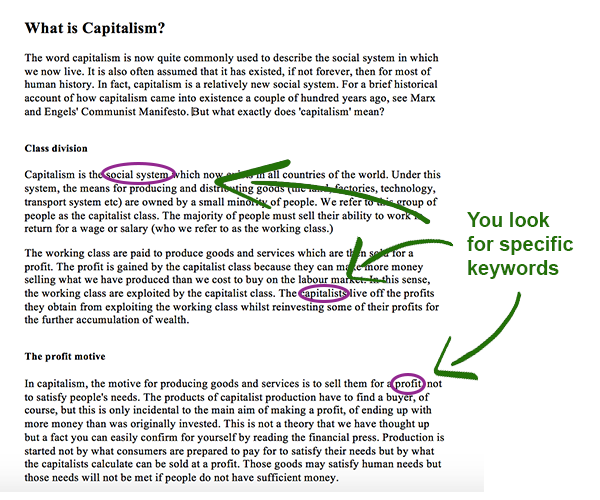 What is Capitalism?
The word capitalism is now quite commonly used to describe the social system in which
we now live. It is also often assumed that it has existed, if not forever, then for most of
human history. In fact, capitalism is a relatively new social system. For a brief historical
account of how capitalism came into existence a couple of hundred years ago, see Marx
and Engels' Communist Manifesto. But what exactly does 'capitalism' mean?
Class division
Capitalism is the social system which now exists in all countries of the world. Under this
system, the means for producing and distributing goods (the land, factories, technology,
transport system etc) are owned by a small minority of people. We refer to this group of
people as the capitalist class. The majority of people must sell their ability to work in
return for a wage or salary (who we refer to as the working class.)
The working class are paid to produce goods and services which are then sold for a
profit. The profit is gained by the capitalist class because they can make more money
selling what we have produced than we cost to buy on the labour market. In this sense,
the working class are exploited by the capitalist class. The capitalists live off the profits
they obtain from exploiting the working class whilst reinvesting some of their profits for
the further accumulation of wealth.
The profit motive
In capitalism, the motive for producing goods and services is to sell them for a profit, not
to satisfy people's needs. The products of capitalist production have to find a buyer, of
course, but this is only incidental to the main aim of making a profit, of ending up with
more money than was originally invested. This is not a theory that we have thought up
but a fact you can easily confirm for yourself by reading the financial press. Production is
started not by what consumers are prepared to pay for to satisfy their needs but by what
the capitalists calculate can be sold at a profit. Those goods may satisfy human needs but
those needs will not be met if people do not have sufficient money.
You look
for specific
keywords